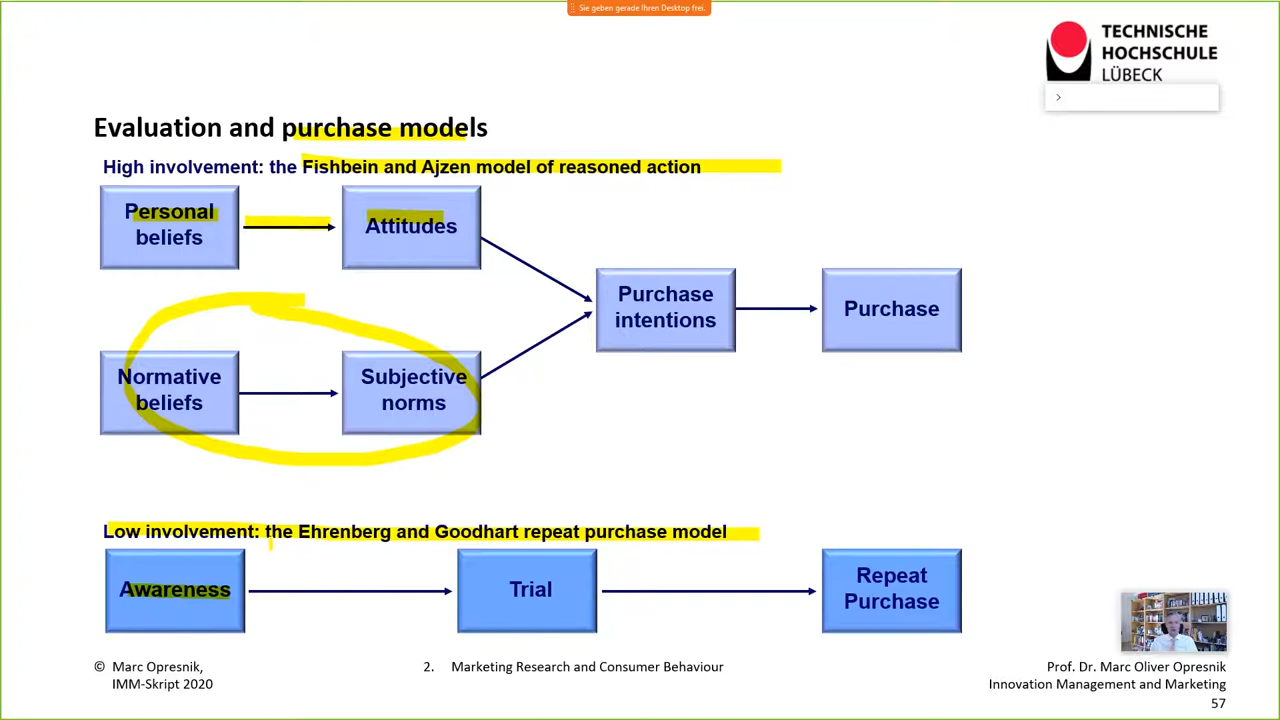 Sie geben gerade Ihren Desktop frei.
TECHNISCHE
HOCHSCHULE
LÜBECK
Evaluation and purchase models
High involvement: the Fishbein and Ajzen model of reasoned action
Personal
beliefs
Attitudes
Purchase
intentions
Purchase
Normative
beliefs
Subjective
norms
Low involvement: the Ehrenberg and Goodhart repeat purchase model
Awareness
Trial
Repeat
Purchase
© Marc Opresnik,
IMM-Skript 2020
2. Marketing Research and Consumer Behaviour
Prof. Dr. Marc Oliver Opresnik
Innovation Management and Marketing
57